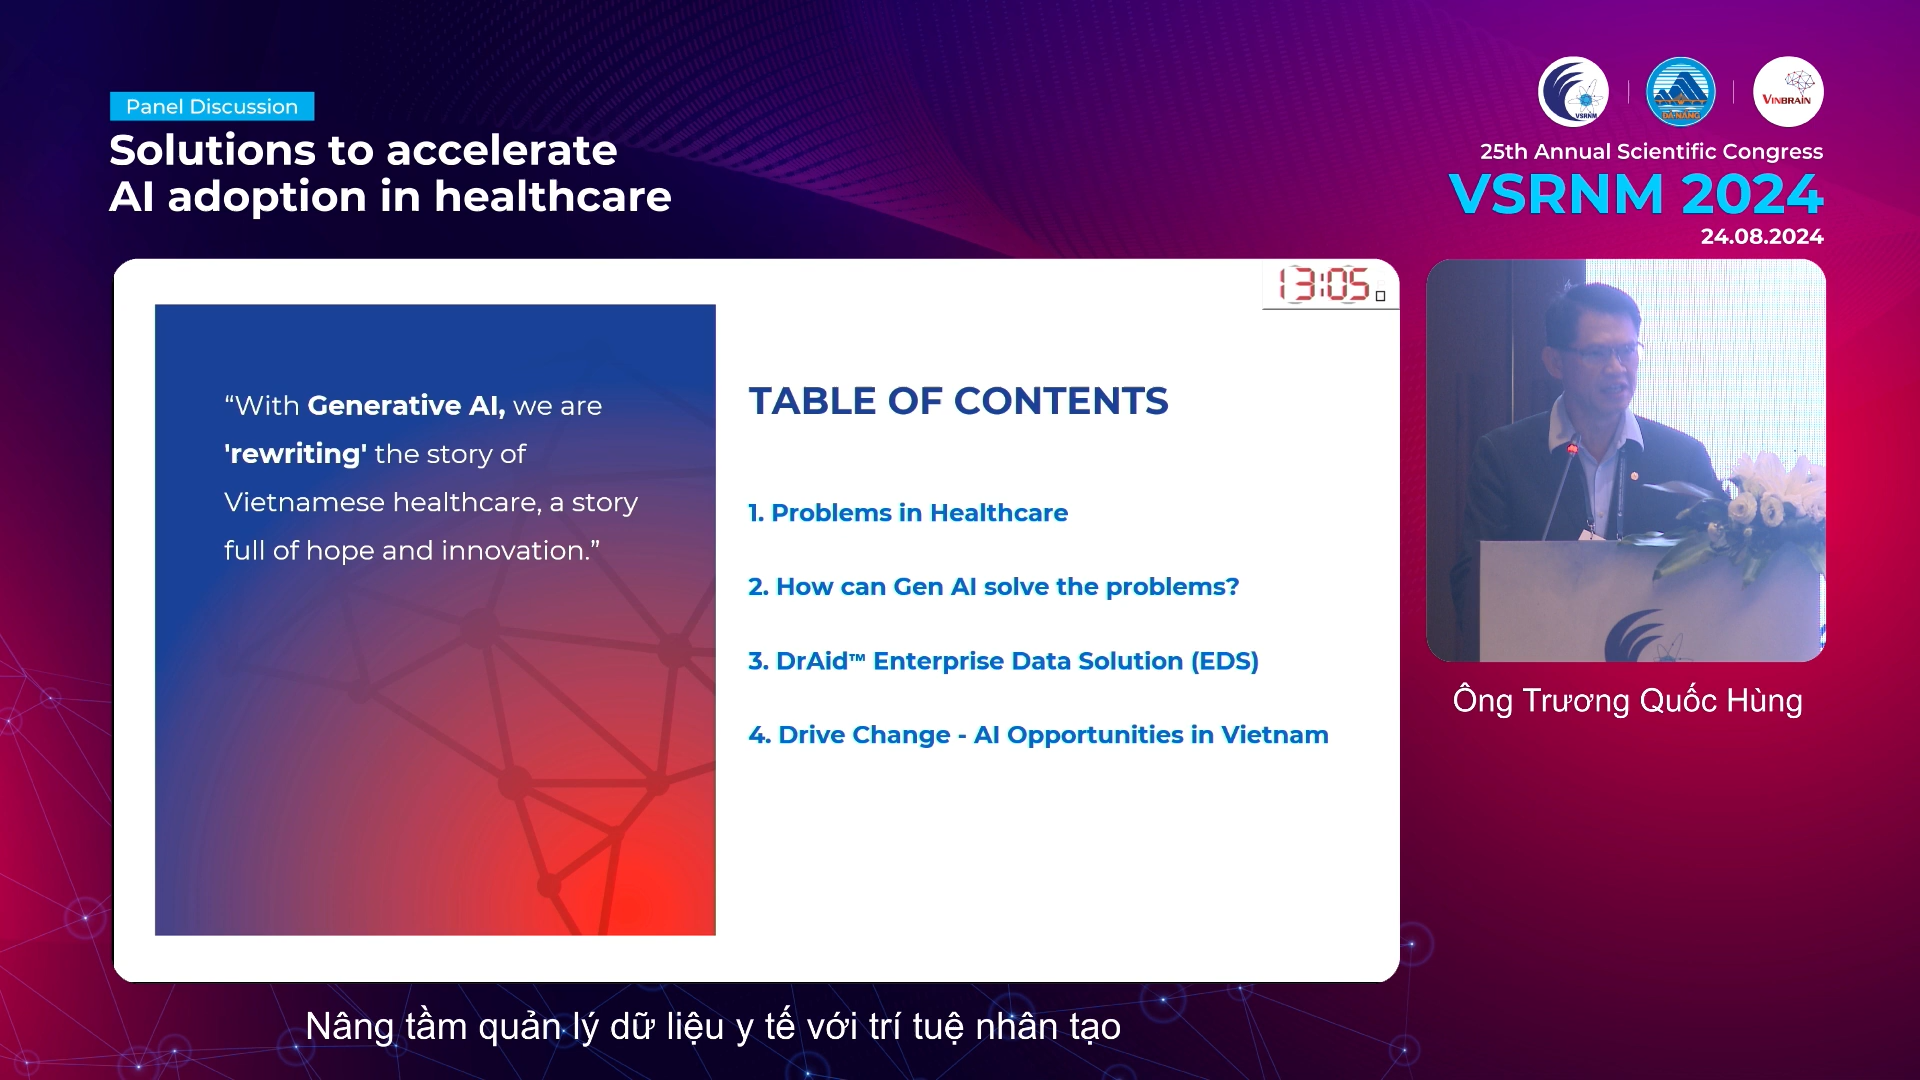 Panel Discussion
Solutions to accelerate
AI adoption in healthcare
VSRNM
DA NANG
VINBRAIN
25th Annual Scientific Congress
VSRNM 2024
24.08.2024
13:05
“With Generative AI, we are
'rewriting' the story of
Vietnamese healthcare, a story
full of hope and innovation.”
TABLE OF CONTENTS
1. Problems in Healthcare
2. How can Gen AI solve the problems?
3. DrAid™ Enterprise Data Solution (EDS)
4. Drive Change - AI Opportunities in Vietnam
Ông Trương Quốc Hùng
Nâng tầm quản lý dữ liệu y tế với trí tuệ nhân tạo